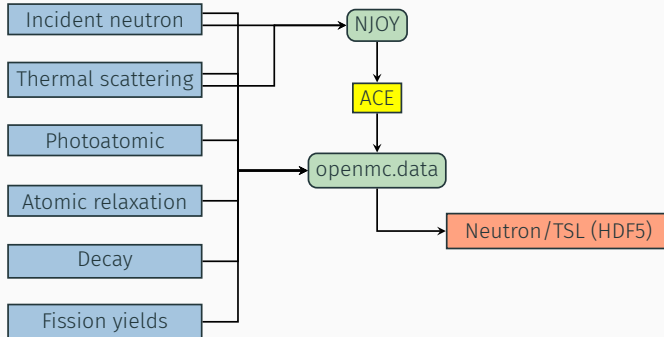 Incident neutron
NJOY
Thermal scattering
ACE
Photoatomic
openmc.data
Atomic relaxation
Neutron/TSL (HDF5)
Decay
Fission yields